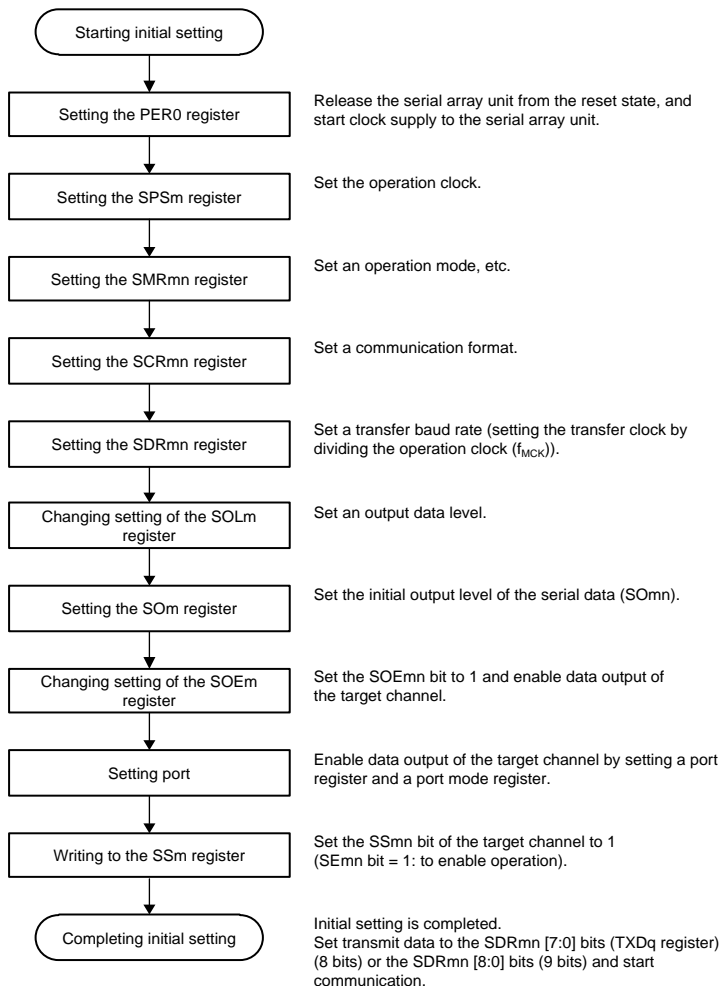 Starting initial setting
Setting the PER0 register
Release the serial array unit from the reset state, and
start clock supply to the serial array unit.
Setting the SPSm register
Set the operation clock.
Setting the SMRmn register
Set an operation mode, etc.
Setting the SCRmn register
Set a communication format.
Setting the SDRmn register
Set a transfer baud rate (setting the transfer clock by
dividing the operation clock (fMCK)).
Changing setting of the SOLm
register
Set an output data level.
Setting the SOm register
Set the initial output level of the serial data (SOmn).
Changing setting of the SOEm
register
Set the SOEmn bit to 1 and enable data output of
the target channel.
Setting port
Enable data output of the target channel by setting a port
register and a port mode register.
Writing to the SSm register
Set the SSmn bit of the target channel to 1
(SEmn bit = 1: to enable operation).
Completing initial setting
Initial setting is completed.
Set transmit data to the SDRmn [7:0] bits (TXDq register)
(8 bits) or the SDRmn [8:0] bits (9 bits) and start
communication.